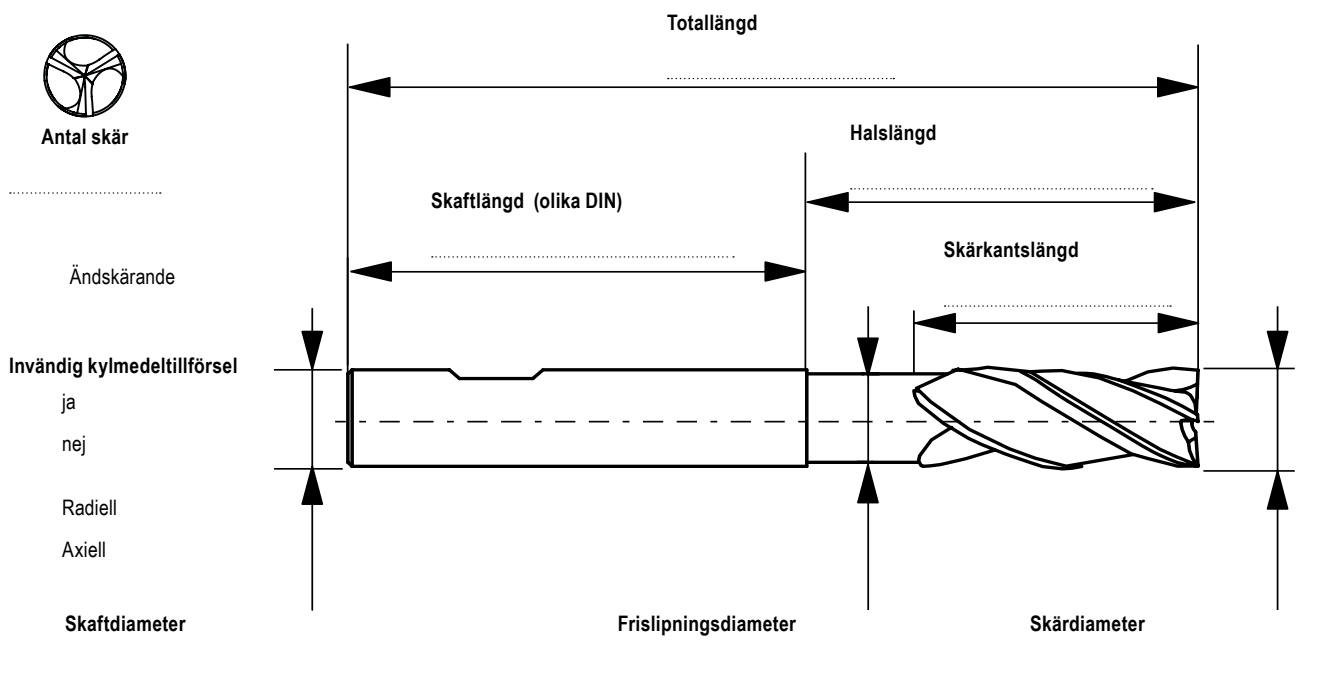 Totallängd
Antal skär
Halslängd
Skaftlängd (olika DIN)
Skärkantslängd
Ändskärande
Invändig kylmedeltillförsel
ja
nej
Radiell
Axiell
Skaftdiameter
Frislipningsdiameter
Skärdiameter